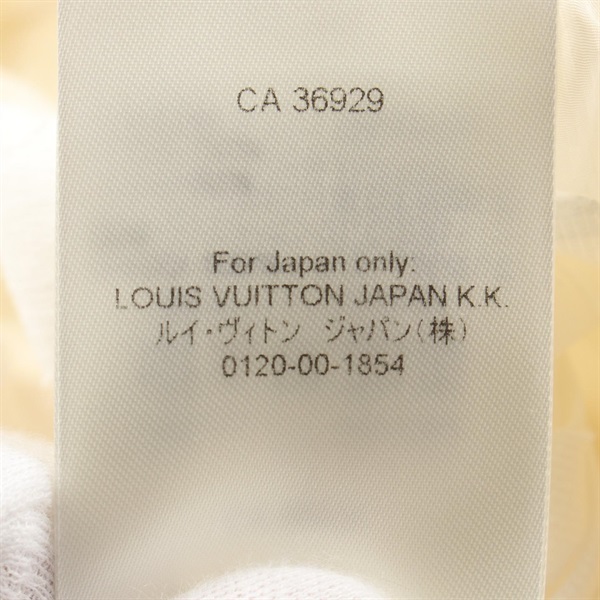 CA 36929
For Japan only:
LOUIS VUITTON JAPAN K.K.
ルイ・ヴィトン ジャパン(株)
0120-00-1854